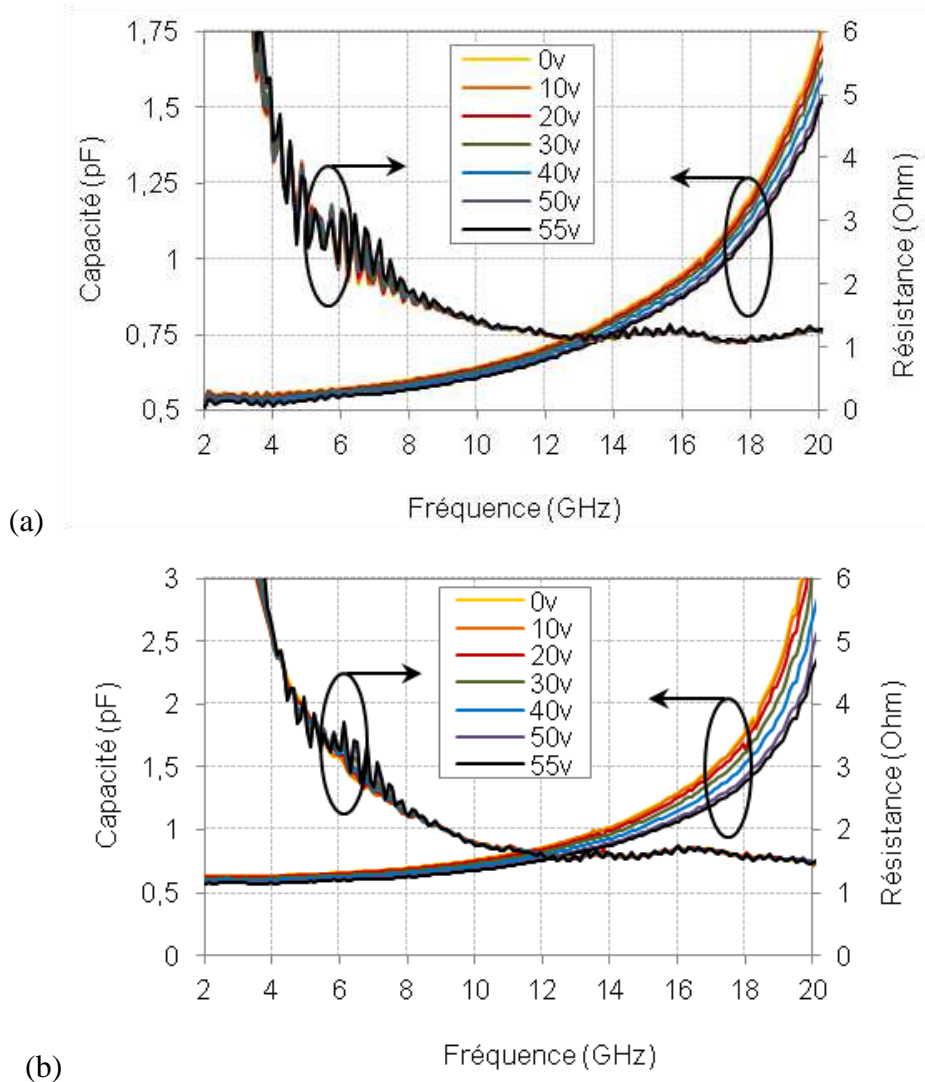 1,75
1,5
1,25
1
0,75
0,5
Capacité (pF)
0v
10v
20v
30v
40v
50v
55v
6
5
4
3
2
1
0
Résistance (Ohm)
2 4 6 8 10 12 14 16 18 20
Fréquence (GHz)
(a)
3
2,5
2
1,5
1
0,5
0
Capacité (pF)
0v
10v
20v
30v
40v
50v
55v
6
5
4
3
2
1
0
Résistance (Ohm)
2 4 6 8 10 12 14 16 18 20
Fréquence (GHz)
(b)